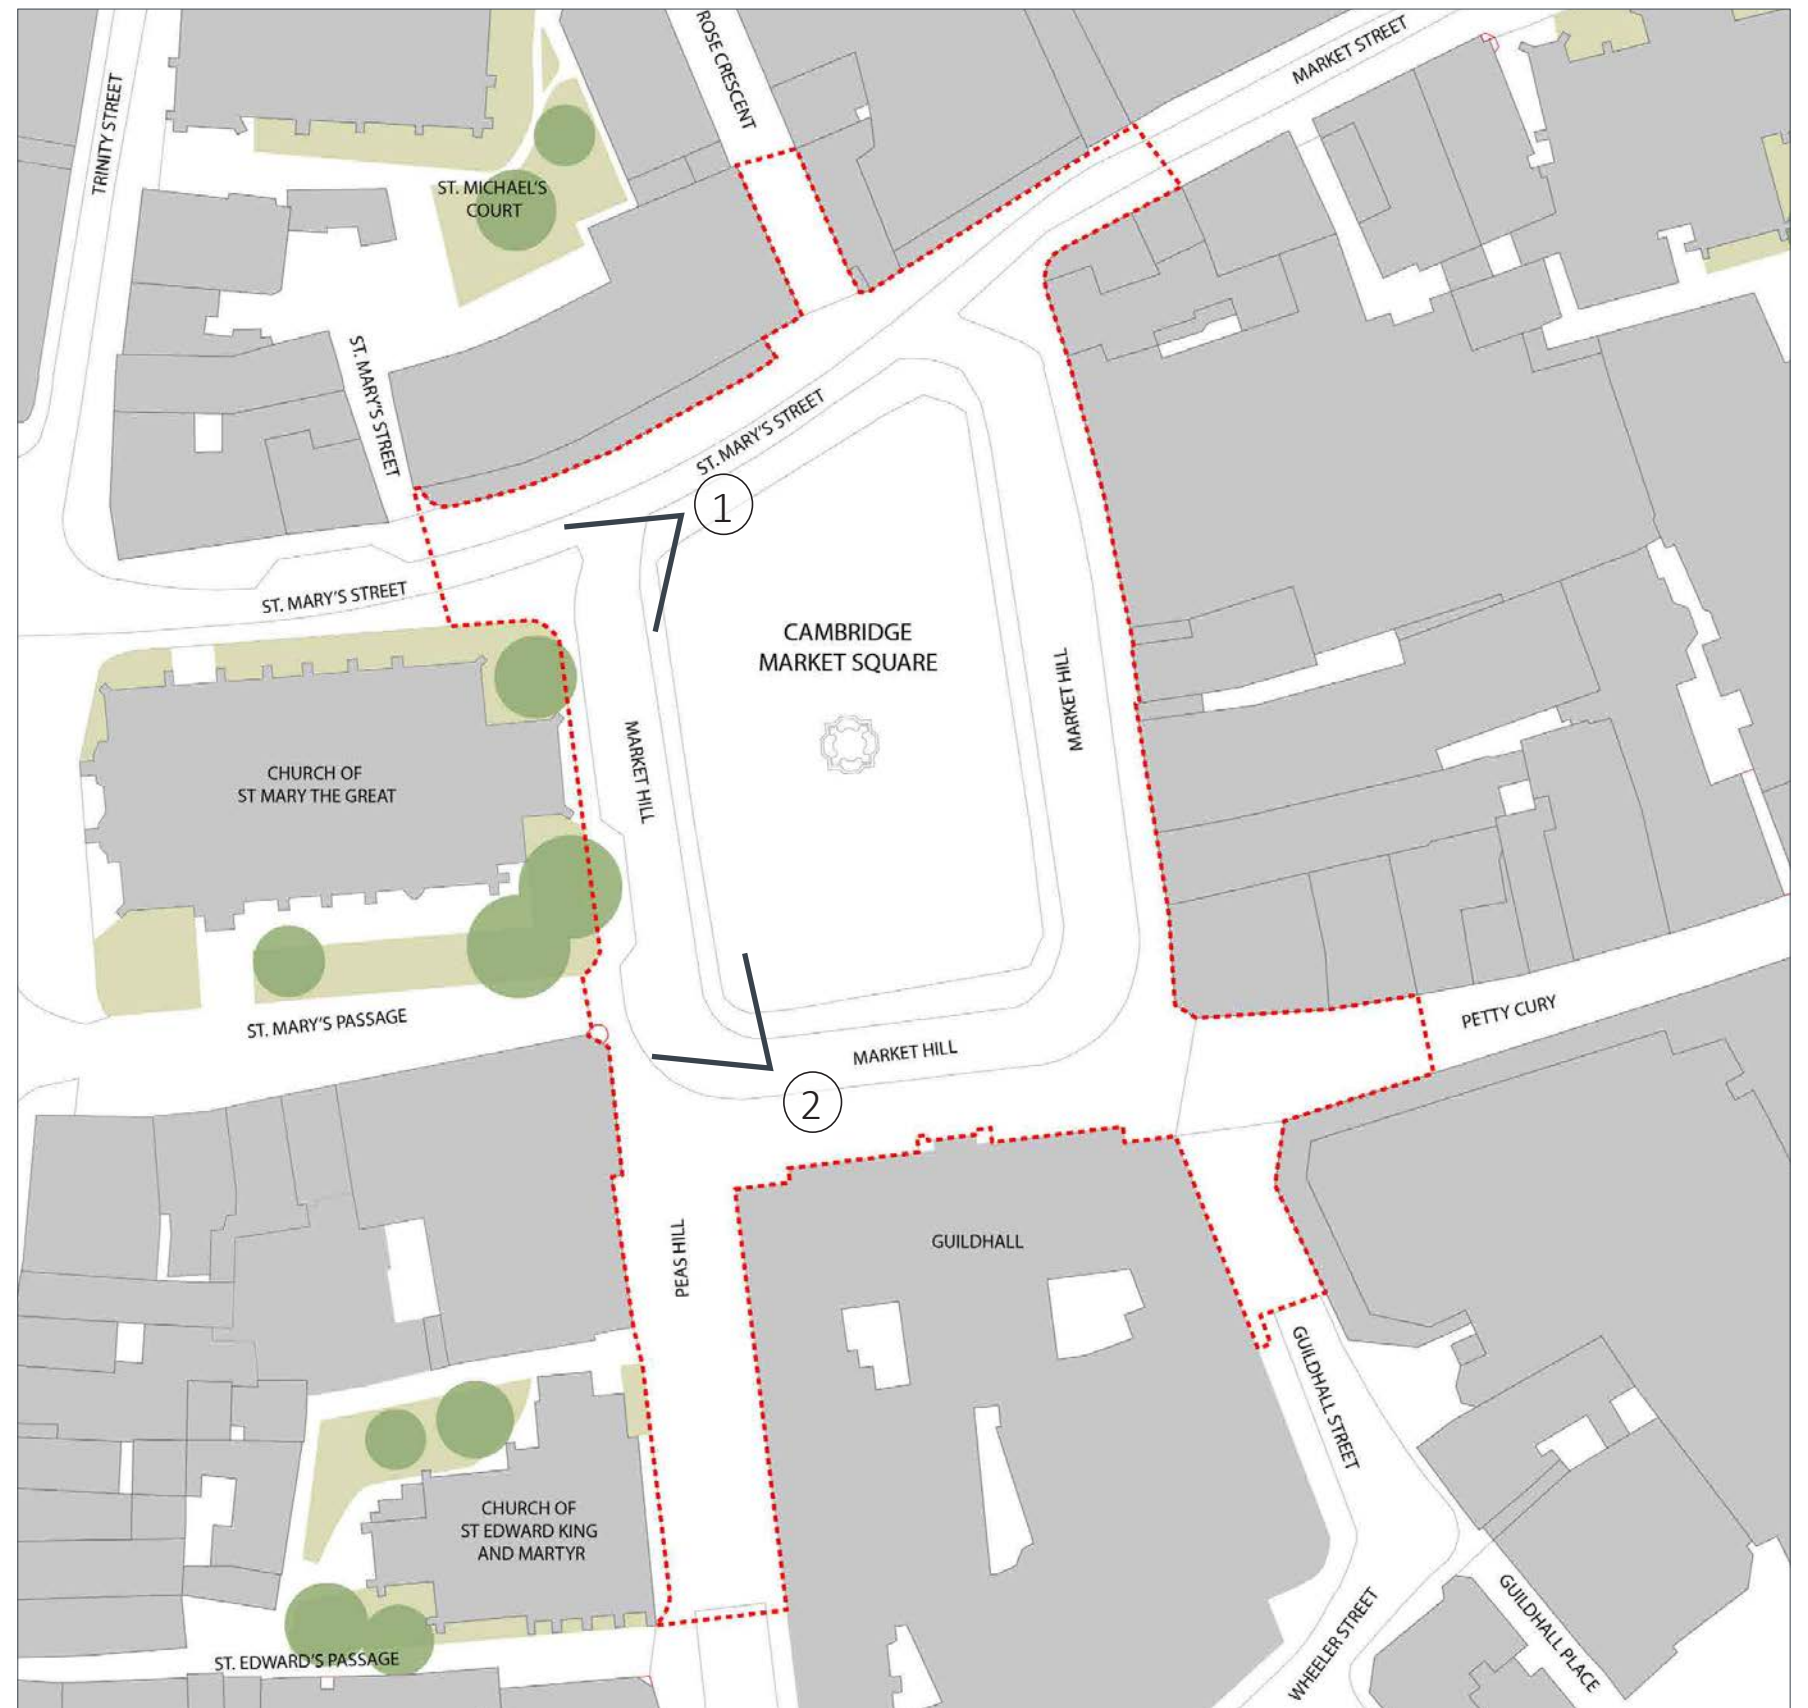 ROSE CRESCENT
MARKET STREET
TRINITY STREET
ST. MICHAEL'S
COURT
ST. MARY'S STREET
ST. MARY'S STREET
1
ST. MARY'S STREET
CAMBRIDGE
MARKET SQUARE
MARKET HILL
MARKET HILL
CHURCH OF
ST MARY THE GREAT
ST. MARY'S PASSAGE
PETTY CURY
MARKET HILL
2
PEAS HILL
GUILDHALL
GUILDHALL STREET
CHURCH OF
ST EDWARD KING
AND MARTYR
WHEELER STREET
GUILDHALL PLACE
ST. EDWARD'S PASSAGE